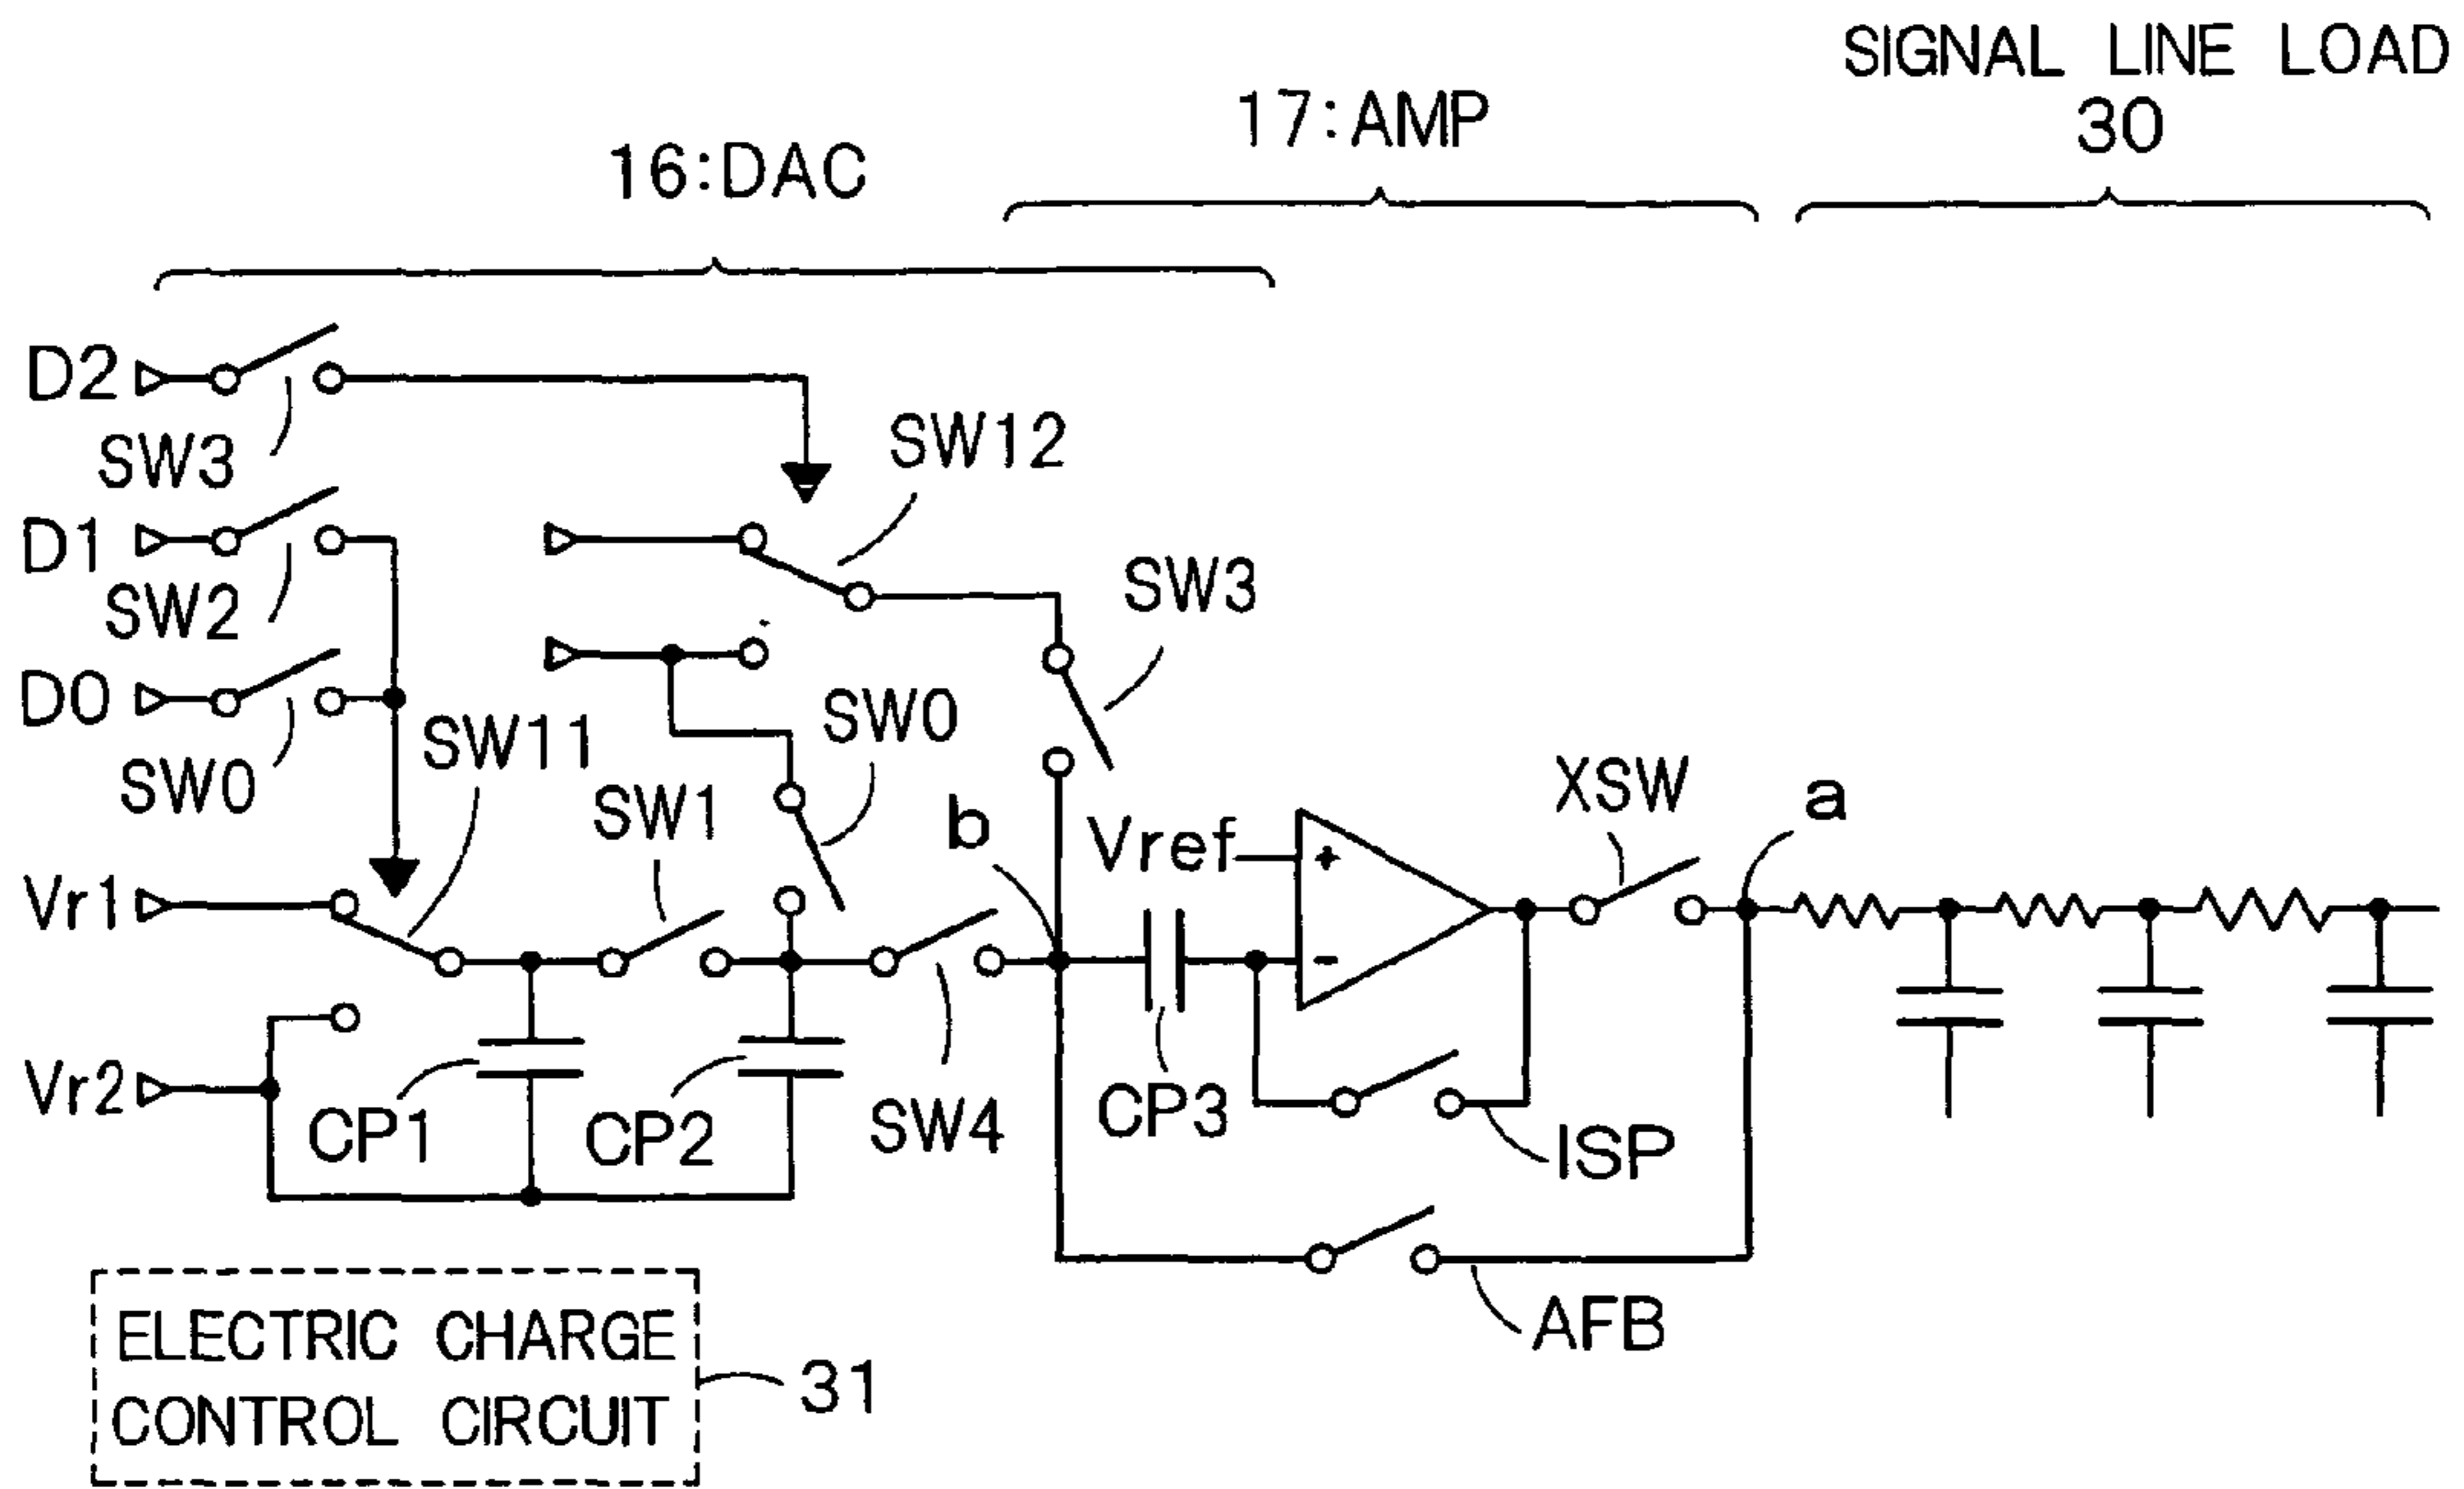 SIGNAL LINE LOAD
30
17:AMP
16:DAC
D2
SW3
SW12
D1
SW2
SW3
D0
SW0
SW11
SW0
SW1
b
Vref
XSW
a
+
Vr1
-
Vr2
CP1
CP2
SW4
CP3
ISP
AFB
ELECTRIC CHARGE
CONTROL CIRCUIT
31